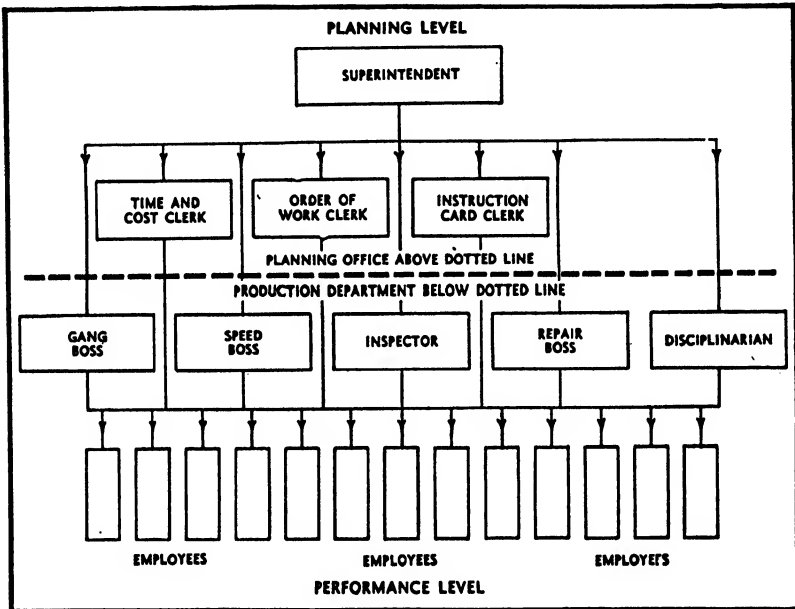 PLANNING LEVEL
SUPERINTENDENT
TIME AND
COST CLERK
ORDER OF
WORK CLERK
INSTRUCTION
CARD CLERK
PLANNING OFFICE ABOVE DOTTED LINE
PRODUCTION DEPARTMENT BELOW DOTTED LINE
GANG
BOSS
SPEED
BOSS
INSPECTOR
REPAIR
BOSS
DISCIPLINARIAN
EMPLOYEES
EMPLOYEES
EMPLOYEES
PERFORMANCE LEVEL